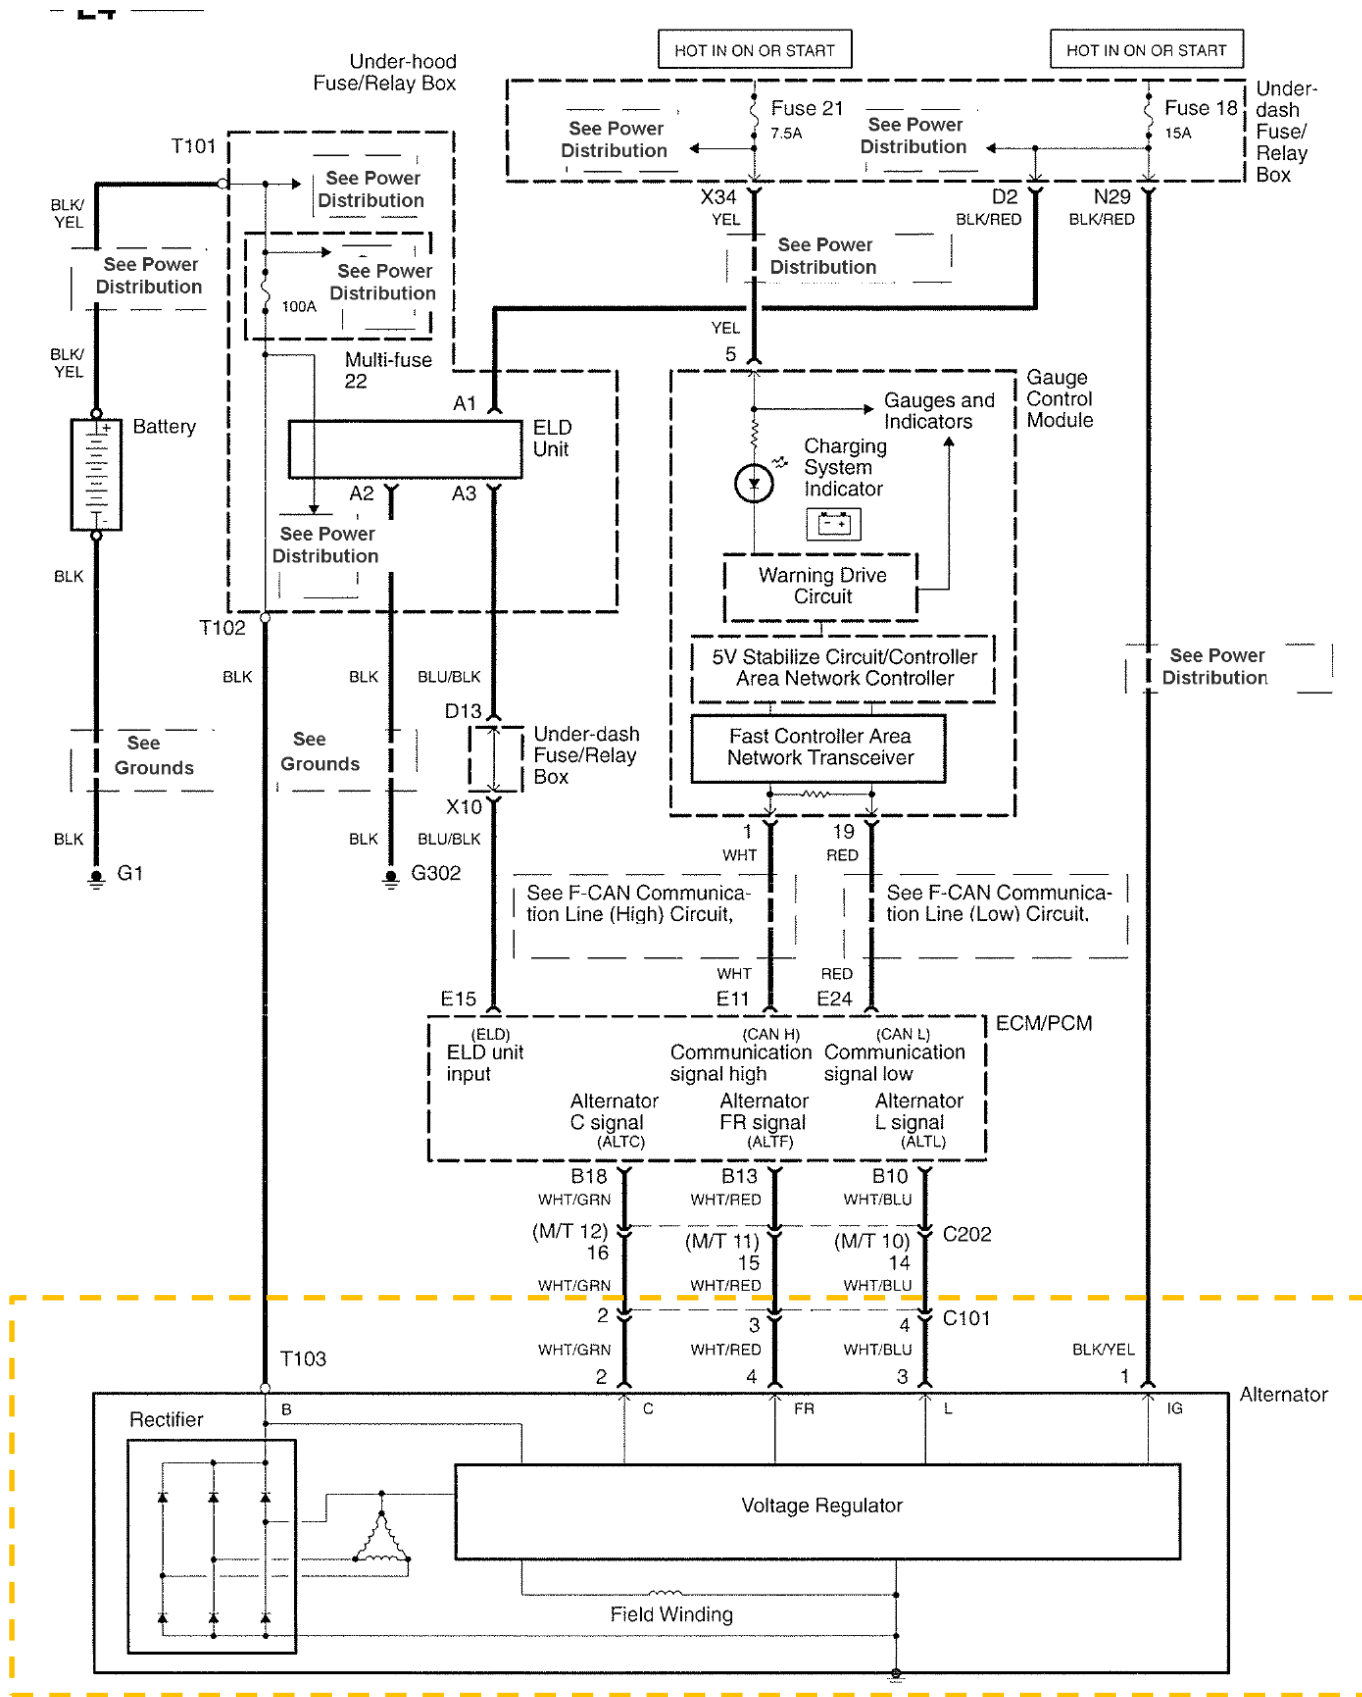 HOT IN ON OR START
HOT IN ON OR START
Under-hood
Fuse/Relay Box
Under-
dash
Fuse/
Relay
Box
See Power
Distribution
Fuse 21
7.5A
See Power
Distribution
Fuse 18
15A
T101
See Power
Distribution
BLK/
YEL
X34
YEL
D2
BLK/RED
N29
BLK/RED
See Power
Distribution
See Power
Distribution
See Power
Distribution
100A
YEL
5
BLK/
YEL
Multi-fuse
22
Gauge
Control
Module
A1
Gauges and
Indicators
Battery
+
-
ELD
Unit
Charging
System
Indicator
- +
A2
A3
See Power
Distribution
BLK
Warning Drive
Circuit
T102
5V Stabilize Circuit/Controller
Area Network Controller
See Power
Distribution
BLK
BLK
BLU/BLK
D13
See
Grounds
See
Grounds
Under-dash
Fuse/Relay
Box
Fast Controller Area
Network Transceiver
X10
BLK
BLK
BLU/BLK
1
WHT
19
RED
G1
G302
See F-CAN Communica-
tion Line (High) Circuit,
See F-CAN Communica-
tion Line (Low) Circuit.
WHT
RED
E15
E11
E24
ECM/PCM
(ELD)
ELD unit
input
(CAN H)
Communication
signal high
(CAN L)
Communication
signal low
Alternator
C signal
(ALTC)
Alternator
FR signal
(ALTF)
Alternator
L signal
(ALTL)
B18
WHT/GRN
B13
WHT/RED
B10
WHT/BLU
(M/T 12)
16
(M/T 11)
15
(M/T 10)
14
C202
WHT/GRN
WHT/RED
WHT/BLU
2
3
4
C101
WHT/GRN
WHT/RED
WHT/BLU
BLK/YEL
T103
2
4
3
1
Alternator
B
C
FR
L
IG
Rectifier
Voltage Regulator
Field Winding